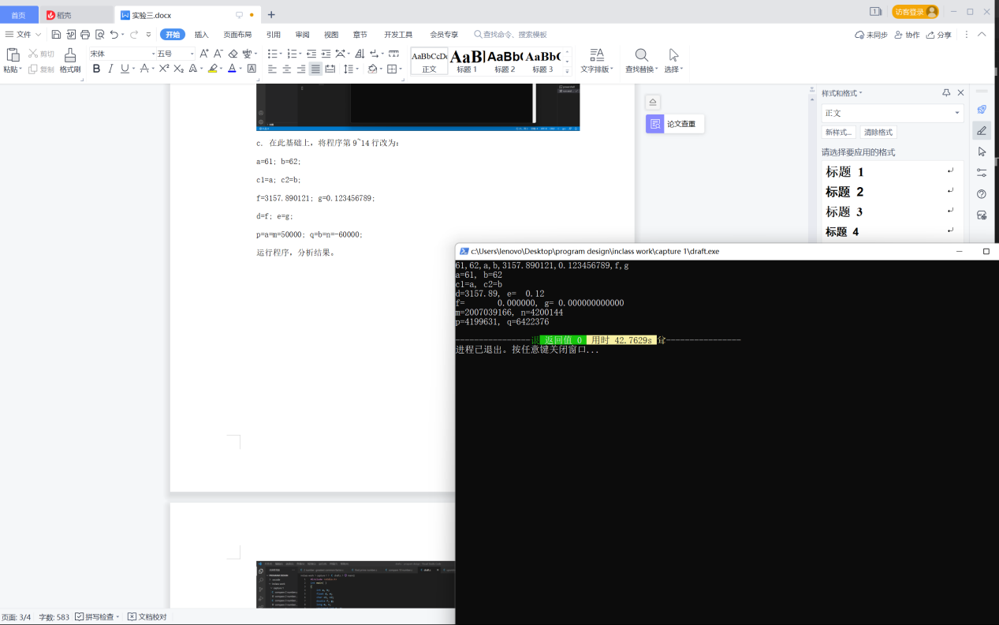 首页
稻壳
实验三.docx
访客登录
文件
开始
插入
页面布局
引用
审阅
视图
章节
开发工具
会员专享
查找命令、搜索模板
未同步
协作
分享
粘贴
剪切
复制
格式刷
宋体
五号
AaBbCcDc
正文
标题 1
标题 2
AaBb(
标题 3
文字排版
查找替换
选择
c. 在此基础上，将程序第 9~14 行改为：
a=61; b=62;
c1=a; c2=b;
f=3157.890121; g=0.123456789;
d=f; e=g;
p=a=m=50000; q=b=n=-60000;
运行程序，分析结果。
论文查重
样式和格式
正文
新样式...
清除格式
请选择要应用的格式
标题 1
标题 2
标题 3
标题 4
c:\Users\lenovo\Desktop\program design\inclass work\capture 1\draft.exe
61,62,a,b,3157.890121,0.123456789,f,g
a=61, b=62
c1=a, c2=b
d=3157.89, e=  0.12
f=       0.000000, g= 0.000000000000
m=2007039166, n=4200144
p=4199631, q=6422376
返回值 0 用时 42.7629s
进程已退出。按任意键关闭窗口...
页面: 3/4
字数: 583
拼写检查
文档校对